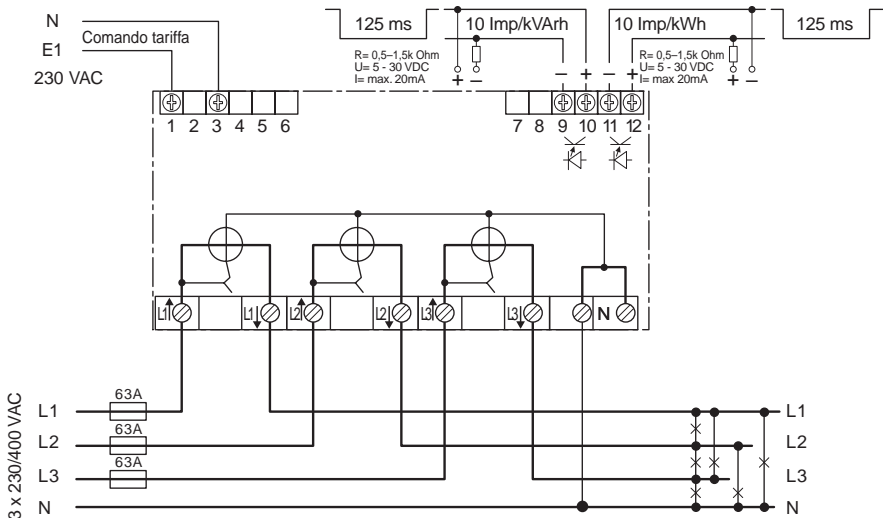 N
Comando tariffa
E1
230 VAC
125 ms
10 Imp/kVArh
10 Imp/kWh
125 ms
R= 0,5–1,5k Ohm
U= 5 - 30 VDC
I= max. 20mA
+ –
– + – +
R= 0,5–1,5k Ohm
U= 5 - 30 VDC
I= max. 20mA
+ –
1 2 3 4 5 6
7 8 9 10 11 12
L1 L1 L2 L2 L3 L3 N
3 x 230/400 VAC
63A
L1 L1
63A
L2 L2
63A
L3 L3
N N